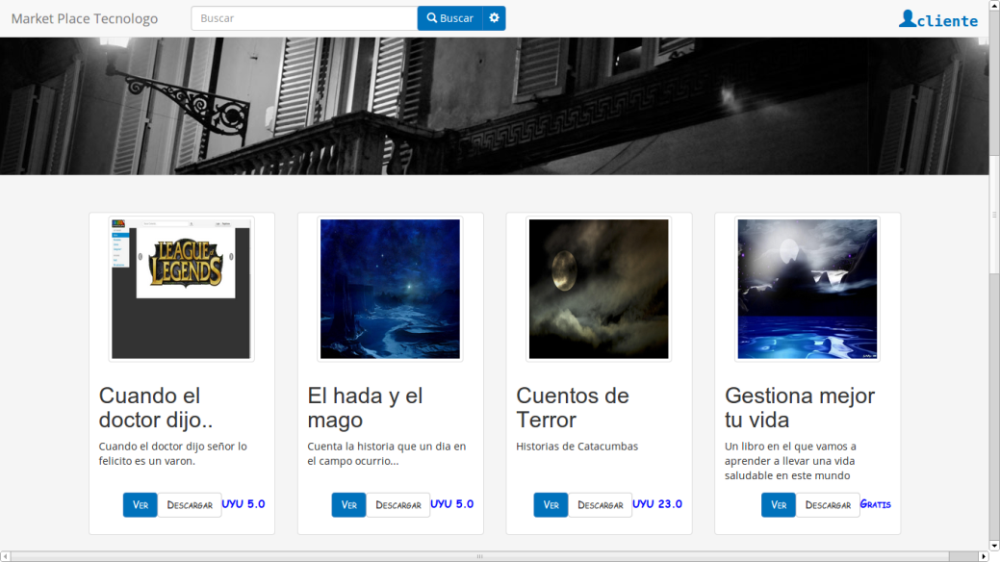 Market Place Tecnologo
Buscar
Buscar
cliente
LEAGUE of
LEGENDS
Cuando el
doctor dijo..
Cuando el doctor dijo señor lo
felicito es un varon.
Ver Descargar UYU 5.0
El hada y el
mago
Cuenta la historia que un dia en
el campo ocurrio...
Ver Descargar UYU 5.0
Cuentos de
Terror
Historias de Catacumbas
Ver Descargar UYU 23.0
Gestiona mejor
tu vida
Un libro en el que vamos a
aprender a llevar una vida
saludable en este mundo
Ver Descargar Gratis